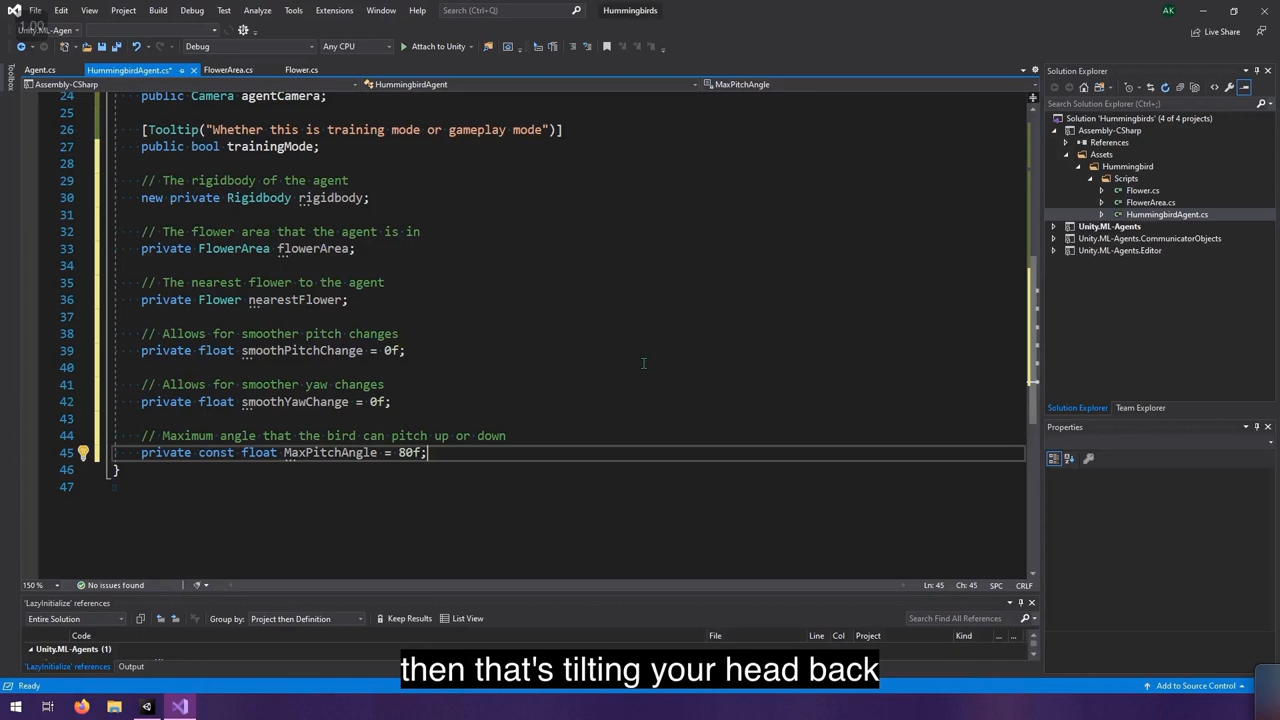 File Edit View Git Project Build Debug Test Analyze Tools Extensions Window Help Search (Ctrl+Q) Hummingbirds AK
1.00
Unity.ML-Agen Live Share
Debug Any CPU Attach to Unity
Toolbox
Agent.cs HummingbirdAgent.cs* FlowerArea.cs Flower.cs
Assembly-CSharp HummingbirdAgent MaxPitchAngle
24 public Camera agentCamera;
25
26 [Tooltip("Whether this is training mode or gameplay mode")]
27 public bool trainingMode;
28
29 // The rigidbody of the agent
30 new private Rigidbody rigidbody;
31
32 // The flower area that the agent is in
33 private FlowerArea flowerArea;
34
35 // The nearest flower to the agent
36 private Flower nearestFlower;
37
38 // Allows for smoother pitch changes
39 private float smoothPitchChange = 0f;
40
41 // Allows for smoother yaw changes
42 private float smoothYawChange = 0f;
43
44 // Maximum angle that the bird can pitch up or down
45 private const float MaxPitchAngle = 80f;
46 }
47
150 % No issues found Ln: 45 Ch: 45 SPC CRLF
Solution Explorer
Search Solution Explorer (Ctrl+;)
Solution 'Hummingbirds' (4 of 4 projects)
Assembly-CSharp
References
Assets
Hummingbird
Scripts
Flower.cs
FlowerArea.cs
HummingbirdAgent.cs
Unity.ML-Agents
Unity.ML-Agents.CommunicatorObjects
Unity.ML-Agents.Editor
Solution Explorer Team Explorer
Properties
'LazyInitialize' references
Entire Solution Group by: Project then Definition Keep Results List View Search Find All References
Code File Line Col Project Kind ... ...
Unity.ML-Agents (1)
'LazyInitialize' references Output
then that's tilting your head back
Ready Add to Source Control